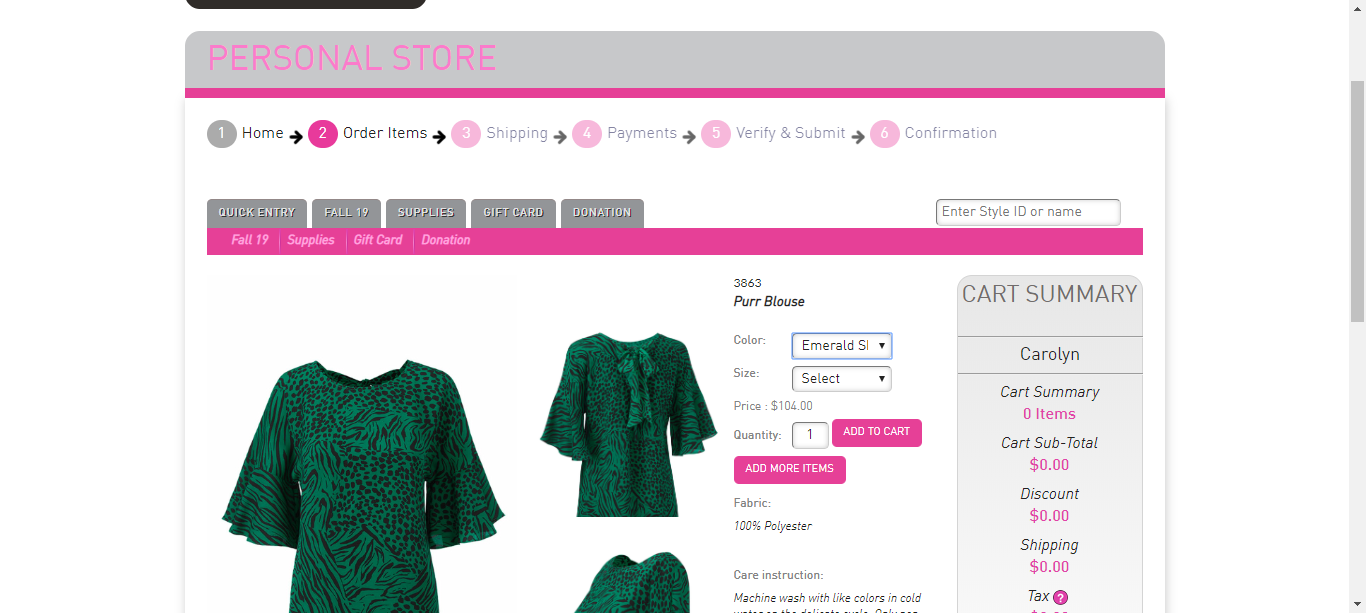 PERSONAL STORE
1 Home 2 Order Items 3 Shipping 4 Payments 5 Verify & Submit 6 Confirmation
QUICK ENTRY FALL 19 SUPPLIES GIFT CARD DONATION Enter Style ID or name
Fall 19 Supplies Gift Card Donation
3863
Purr Blouse
Color: Emerald
Size: Select
Price : $104.00
Quantity: 1 ADD TO CART
ADD MORE ITEMS
Fabric:
100% Polyester
Care instruction:
Machine wash with like colors in cold
CART SUMMARY
Carolyn
Cart Summary
0 Items
Cart Sub-Total
$0.00
Discount
$0.00
Shipping
$0.00
Tax ?